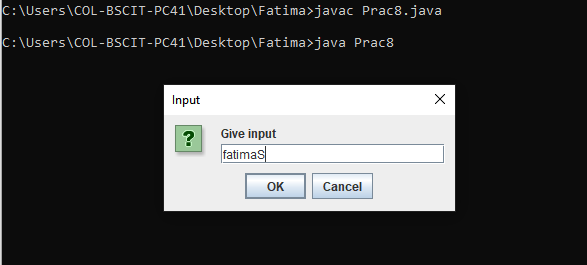 C:\Users\COL-BSCIT-PC41\Desktop\Fatima>javac Prac8.java
C:\Users\COL-BSCIT-PC41\Desktop\Fatima>java Prac8
Input
?
Give input
fatimaS
OK Cancel